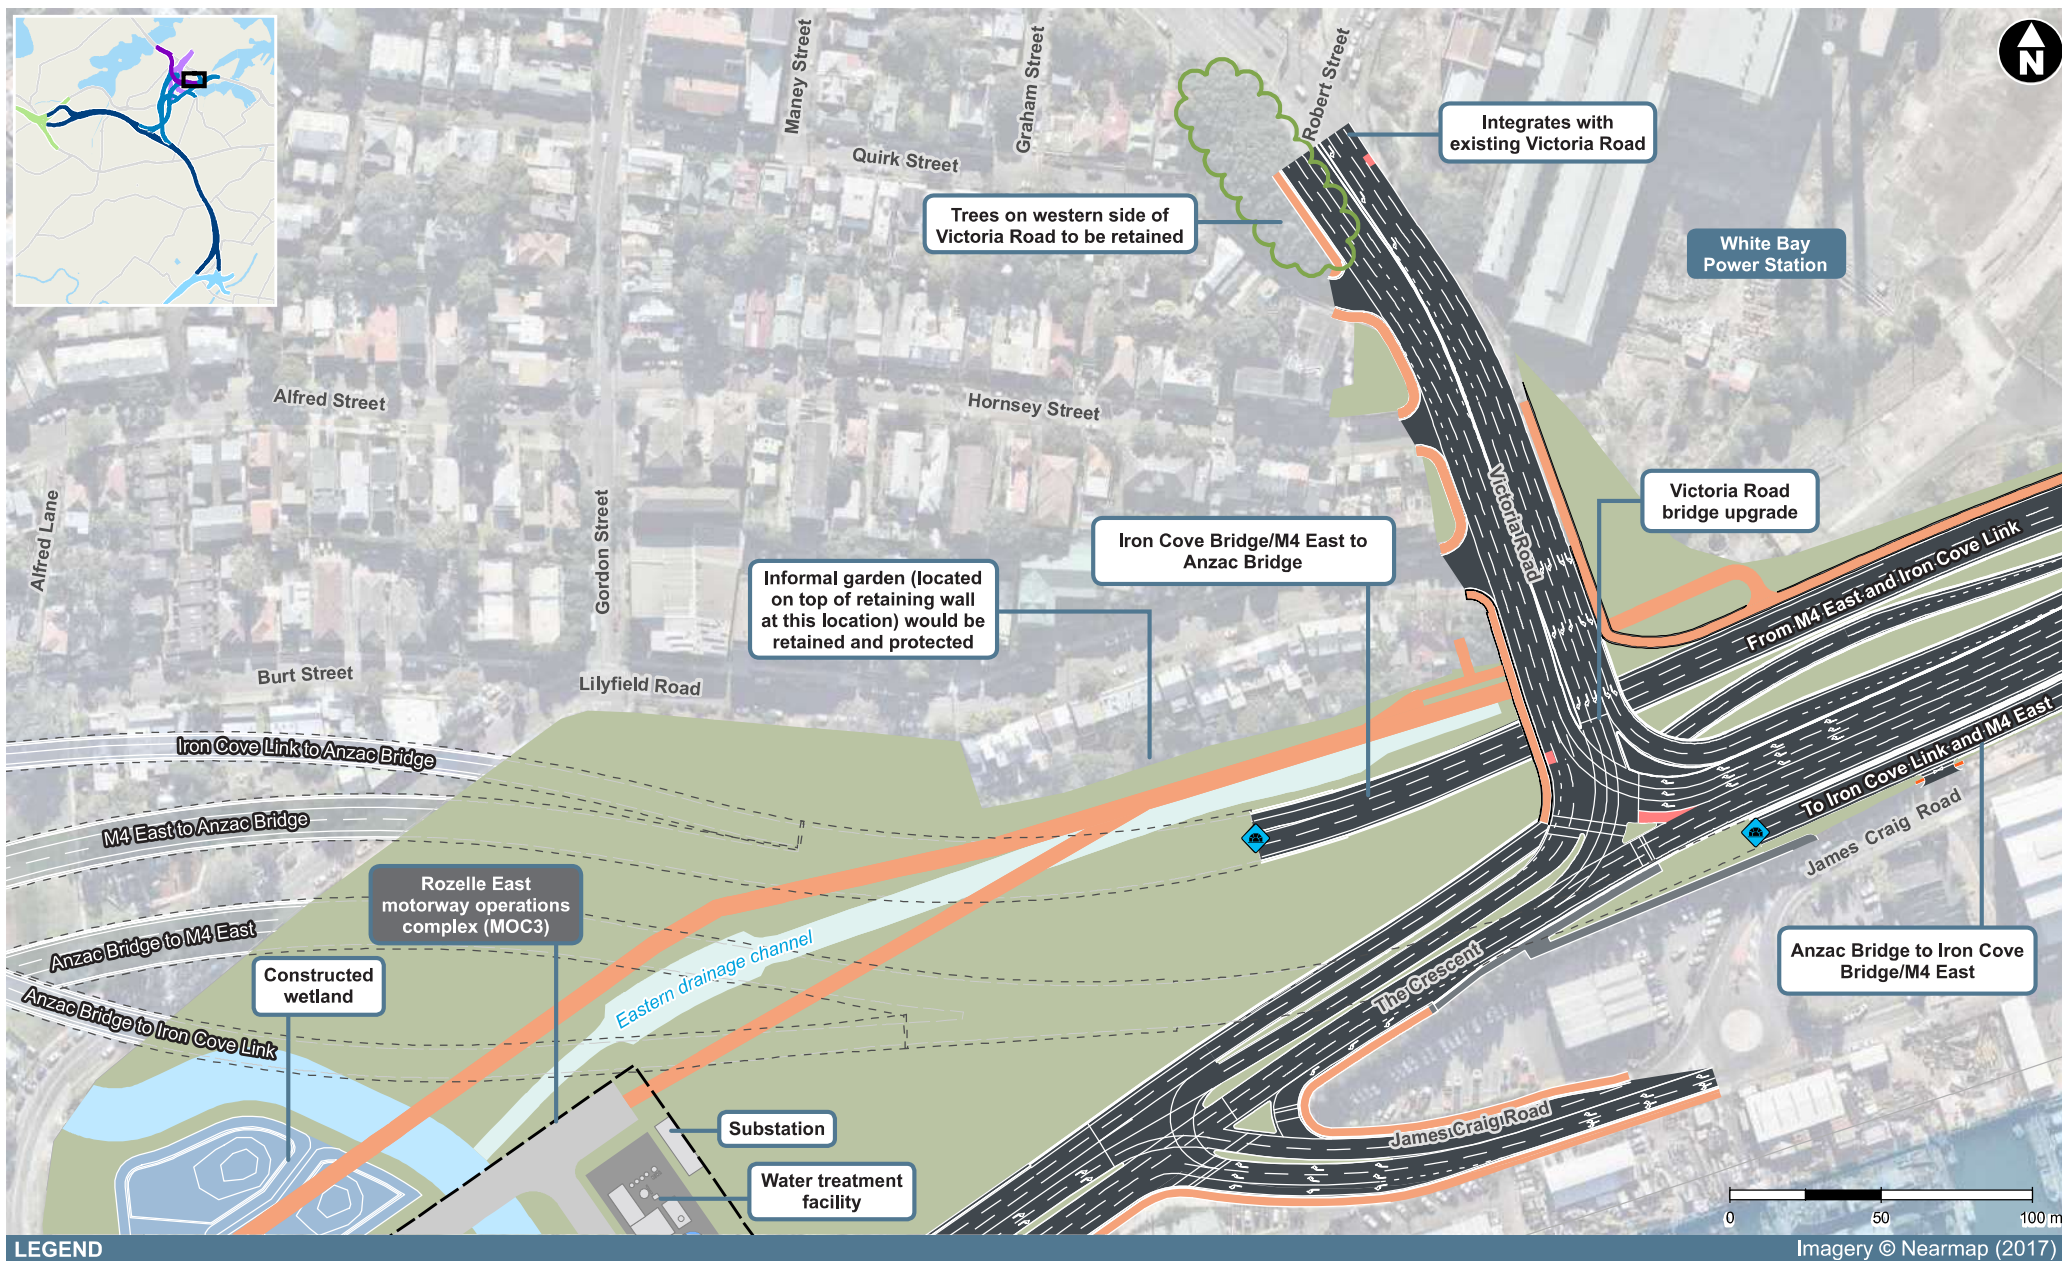 N
Maney Street
Graham Street
Robert Street
Quirk Street
Integrates with
existing Victoria Road
Trees on western side of
Victoria Road to be retained
White Bay
Power Station
Alfred Street
Hornsey Street
Alfred Lane
Gordon Street
Victoria Road
Victoria Road
bridge upgrade
Iron Cove Bridge/M4 East to
Anzac Bridge
Informal garden (located
on top of retaining wall
at this location) would be
retained and protected
From M4 East and Iron Cove Link
Burt Street
Lilyfield Road
Iron Cove Link to Anzac Bridge
To Iron Cove Link and M4 East
M4 East to Anzac Bridge
James Craig Road
Rozelle East
motorway operations
complex (MOC3)
Anzac Bridge to M4 East
Eastern drainage channel
The Crescent
Anzac Bridge to Iron Cove
Bridge/M4 East
Constructed
wetland
Anzac Bridge to Iron Cove Link
Substation
James Craig Road
Water treatment
facility
0 50 100 m
LEGEND
Imagery © Nearmap (2017)